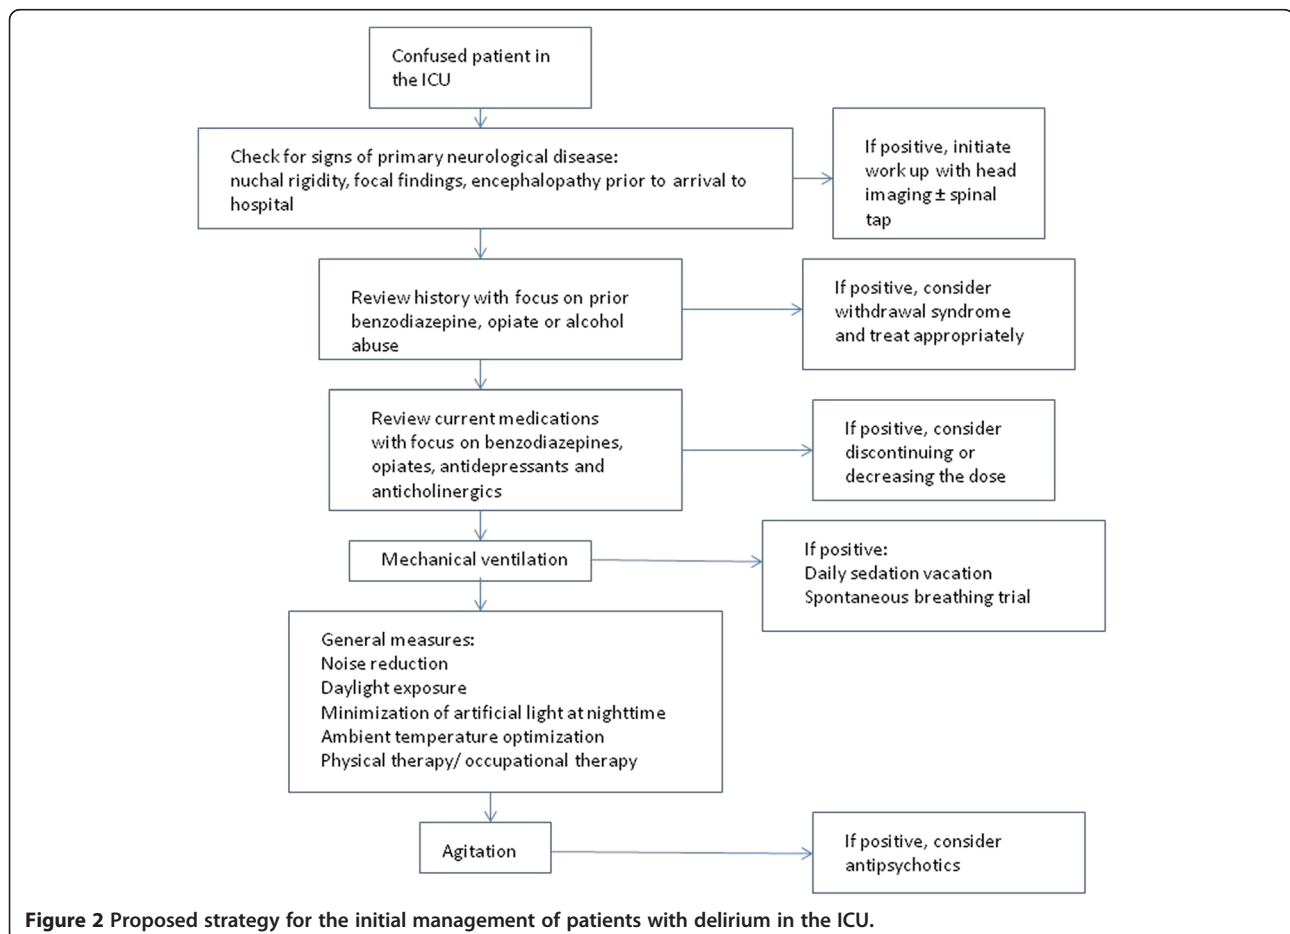 Confused patient in
the ICU
Check for signs of primary neurological disease:
nuchal rigidity, focal findings, encephalopathy prior to arrival to
hospital
If positive, initiate
work up with head
imaging ± spinal
tap
Review history with focus on prior
benzodiazepine, opiate or alcohol
abuse
If positive, consider
withdrawal syndrome
and treat appropriately
Review current medications
with focus on benzodiazepines,
opiates, antidepressants and
anticholinergics
If positive, consider
discontinuing or
decreasing the dose
Mechanical ventilation
If positive:
Daily sedation vacation
Spontaneous breathing trial
General measures:
Noise reduction
Daylight exposure
Minimization of artificial light at nighttime
Ambient temperature optimization
Physical therapy/ occupational therapy
Agitation
If positive, consider
antipsychotics
Figure 2 Proposed strategy for the initial management of patients with delirium in the ICU.